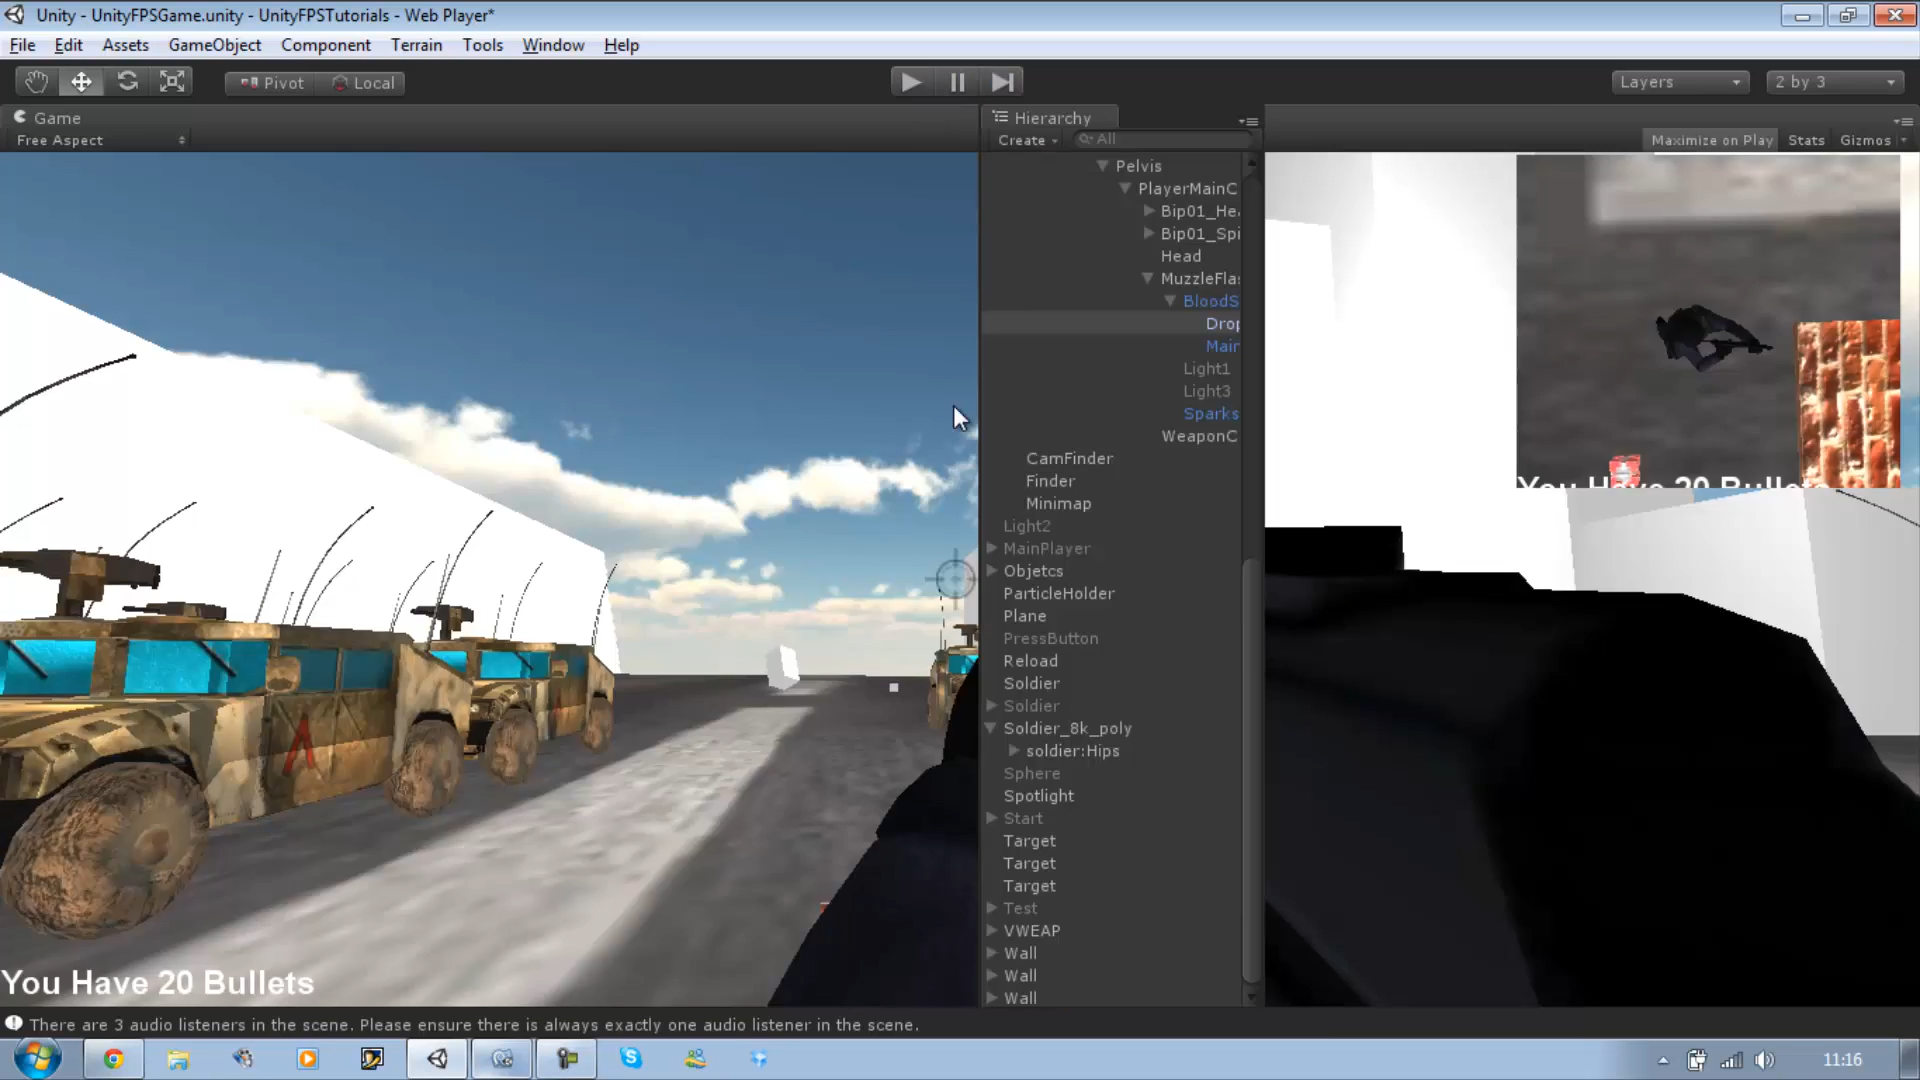 Unity - UnityFPSGame.unity - UnityFPSTutorials - Web Player*
File Edit Assets GameObject Component Terrain Tools Window Help
Pivot Local Layers 2 by 3
Game
Free Aspect
Hierarchy
Create All
Maximize on Play Stats Gizmos
Pelvis
PlayerMainC
Bip01_He
Bip01_Spi
Head
MuzzleFla
BloodS
Drop
Main
Light1
Light3
Sparks
WeaponC
CamFinder
Finder
Minimap
Light2
MainPlayer
Objetcs
ParticleHolder
Plane
PressButton
Reload
Soldier
Soldier
Soldier_8k_poly
soldier:Hips
Sphere
Spotlight
Start
Target
Target
Target
Test
VWEAP
Wall
Wall
Wall
You Have 20 Bullets
You Have 20 Bullets
There are 3 audio listeners in the scene. Please ensure there is always exactly one audio listener in the scene.
11:16